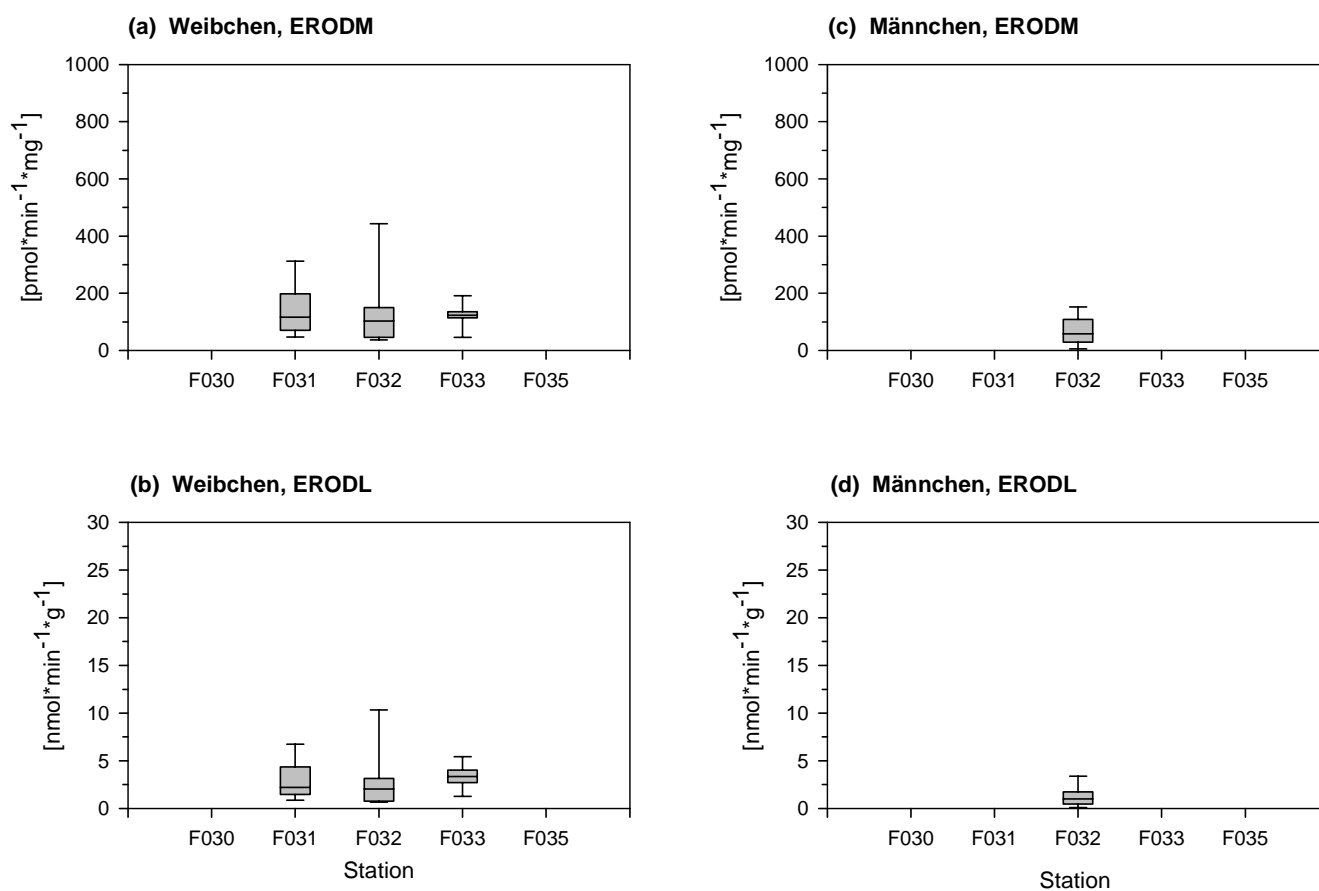 (a) Weibchen, ERODM
[pmol*min-1*mg-1]
1000
800
600
400
200
0
F030 F031 F032 F033 F035
(c) Männchen, ERODM
[pmol*min-1*mg-1]
1000
800
600
400
200
0
F030 F031 F032 F033 F035
(b) Weibchen, ERODL
[nmol*min-1*g-1]
30
25
20
15
10
5
0
F030 F031 F032 F033 F035
Station
(d) Männchen, ERODL
[nmol*min-1*g-1]
30
25
20
15
10
5
0
F030 F031 F032 F033 F035
Station